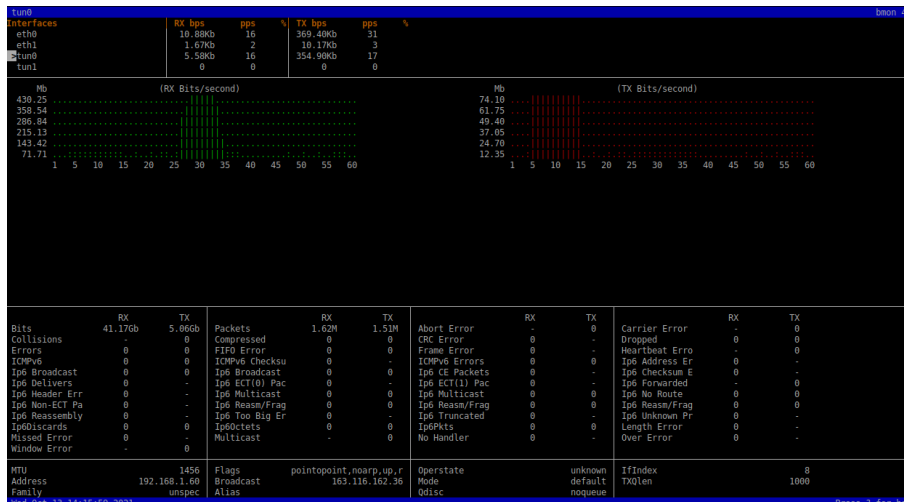 tun0 bmon
Interfaces RX bps pps % TX bps pps %
eth0 10.88Kb 16 369.40Kb 31
eth1 1.67Kb 2 10.17Kb 3
>tun0 5.58Kb 16 354.90Kb 17
tun1 0 0 0 0
Mb (RX Bits/second) Mb (TX Bits/second)
430.25 74.10
358.54 61.75
286.84 49.40
215.13 37.05
143.42 24.70
71.71 12.35
1 5 10 15 20 25 30 35 40 45 50 55 60 1 5 10 15 20 25 30 35 40 45 50 55 60
RX TX RX TX RX TX RX TX
Bits 41.17Gb 5.06Gb Packets 1.62M 1.51M Abort Error - 0 Carrier Error - 0
Collisions - 0 Compressed 0 0 CRC Error 0 - Dropped 0 0
Errors 0 0 FIFO Error 0 0 Frame Error 0 - Heartbeat Erro - 0
ICMPv6 0 0 ICMPv6 Checksu 0 - ICMPv6 Errors 0 0 Ip6 Address Er 0 -
Ip6 Broadcast 0 0 Ip6 Broadcast 0 0 Ip6 CE Packets 0 - Ip6 Checksum E 0 -
Ip6 Delivers 0 - Ip6 ECT(0) Pac 0 - Ip6 ECT(1) Pac 0 - Ip6 Forwarded - 0
Ip6 Header Err 0 - Ip6 Multicast 0 0 Ip6 Multicast 0 0 Ip6 No Route 0 0
Ip6 Non-ECT Pa 0 - Ip6 Reasm/Frag 0 0 Ip6 Reasm/Frag 0 0 Ip6 Reasm/Frag 0 0
Ip6 Reassembly 0 - Ip6 Too Big Er 0 - Ip6 Truncated 0 - Ip6 Unknown Pr 0 -
Ip6Discards 0 0 Ip6Octets 0 0 Ip6Pkts 0 0 Length Error 0 -
Missed Error 0 - Multicast - 0 No Handler 0 - Over Error 0 -
Window Error - 0
MTU 1456 Flags pointopoint,noarp,up,r Operstate unknown IfIndex 8
Address 192.168.1.60 Broadcast 163.116.162.36 Mode default TXQlen 1000
Family unspec Alias Qdisc noqueue